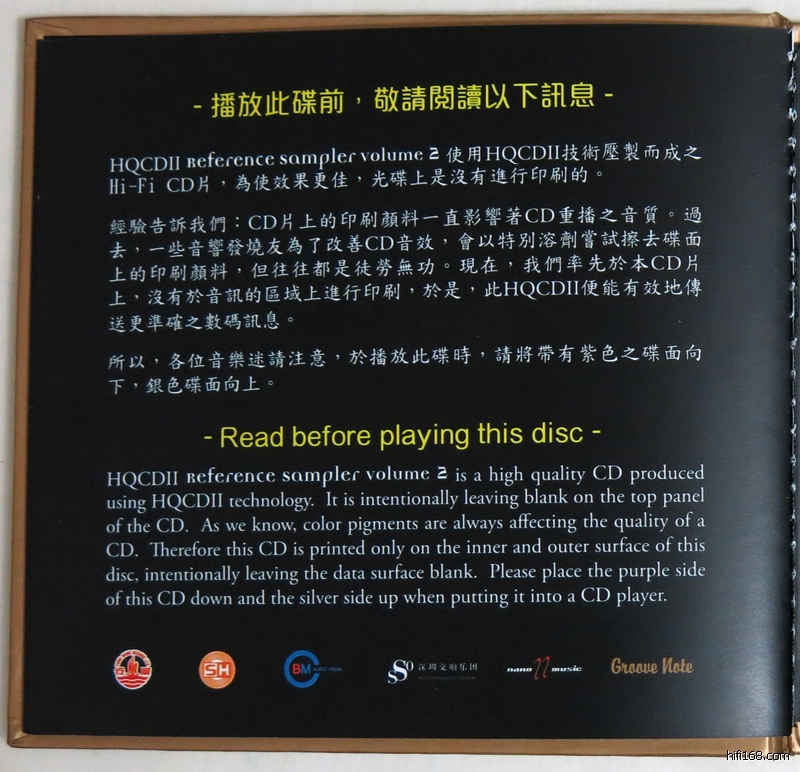 - 播放此碟前，敬請閱讀以下訊息 -
HQCDII Reference sampler volume 2 使用HQCDII技術壓製而成之
Hi-Fi CD片，為使效果更佳，光碟上是沒有進行印刷的。
經驗告訴我們：CD片上的印刷顏料一直影響著CD重播之音質。過
去，一些音響發燒友為了改善CD音效，會以特別溶劑嘗試擦去碟面
上的印刷顏料，但往往都是徒勞無功。現在，我們率先於本CD片
上，沒有於音訊的區域上進行印刷，於是，此HQCDII便能有效地傳
送更準確之數碼訊息。
所以，各位音樂迷請注意，於播放此碟時，請將帶有紫色之碟面向
下，銀色碟面向上。
- Read before playing this disc -
HQCDII Reference sampler volume 2 is a high quality CD produced
using HQCDII technology. It is intentionally leaving blank on the top panel
of the CD. As we know, color pigments are always affecting the quality of a
CD. Therefore this CD is printed only on the inner and outer surface of this
disc, intentionally leaving the data surface blank. Please place the purple side
of this CD down and the silver side up when putting it into a CD player.
SH
BM
SSO 深圳交响乐团
nano music
Groove Note
hifi168.com